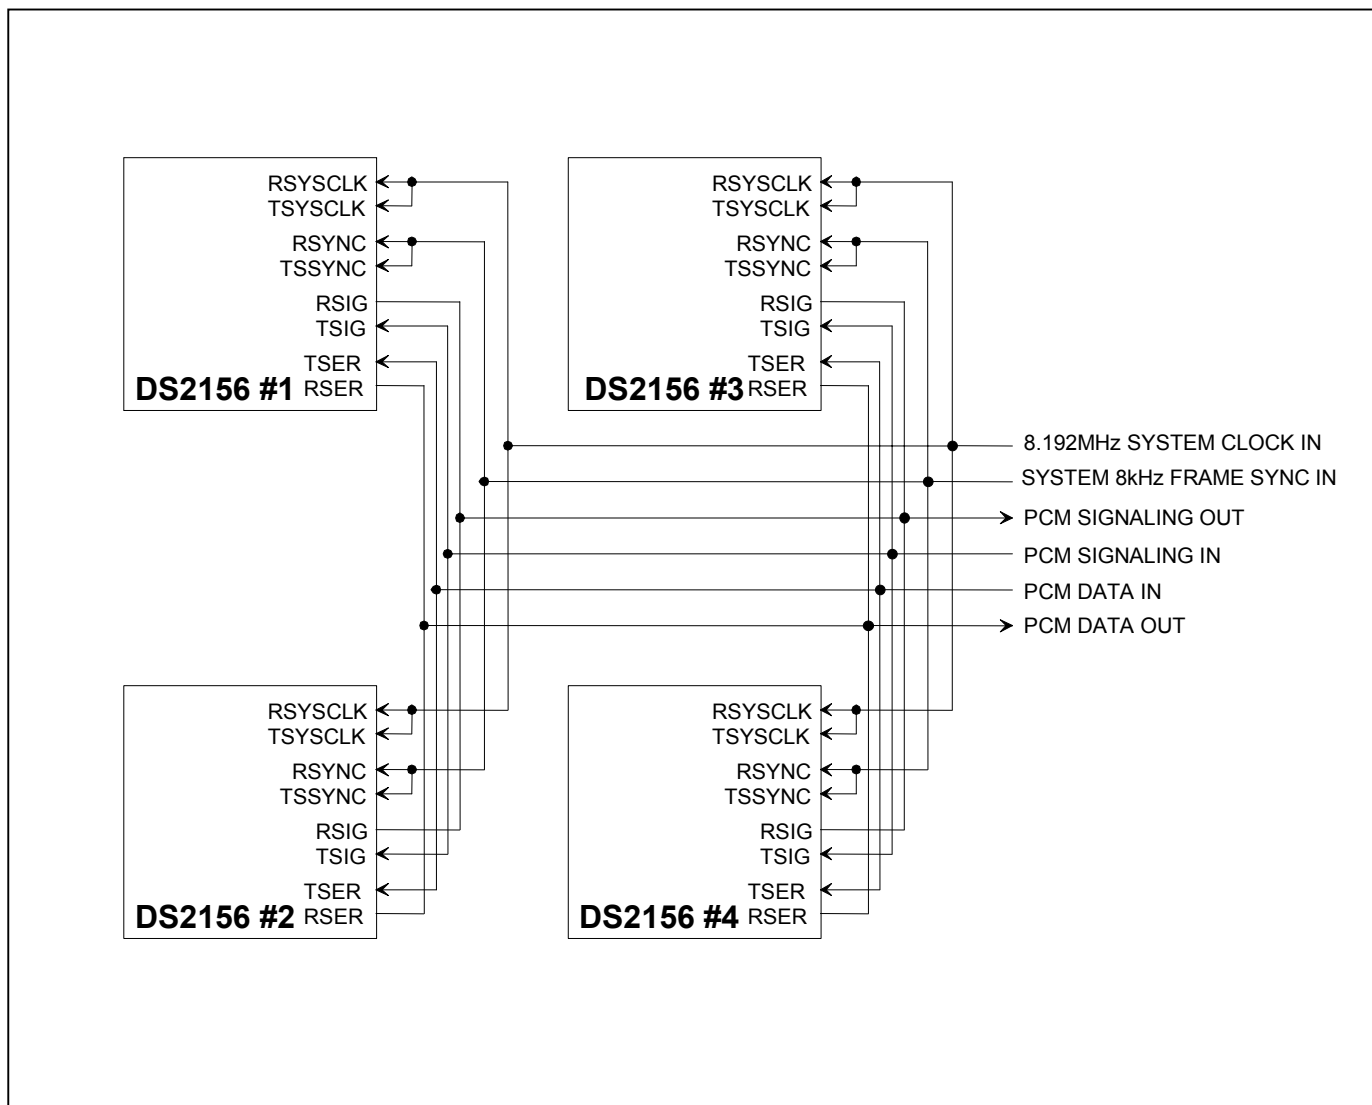 RSYSCLK
TSYSCLK
RSYNC
TSSYNC
RSIG
TSIG
TSER
DS2156 #1 RSER
RSYSCLK
TSYSCLK
RSYNC
TSSYNC
RSIG
TSIG
TSER
DS2156 #3 RSER
8.192MHz SYSTEM CLOCK IN
SYSTEM 8kHz FRAME SYNC IN
PCM SIGNALING OUT
PCM SIGNALING IN
PCM DATA IN
PCM DATA OUT
RSYSCLK
TSYSCLK
RSYNC
TSSYNC
RSIG
TSIG
TSER
DS2156 #2 RSER
RSYSCLK
TSYSCLK
RSYNC
TSSYNC
RSIG
TSIG
TSER
DS2156 #4 RSER